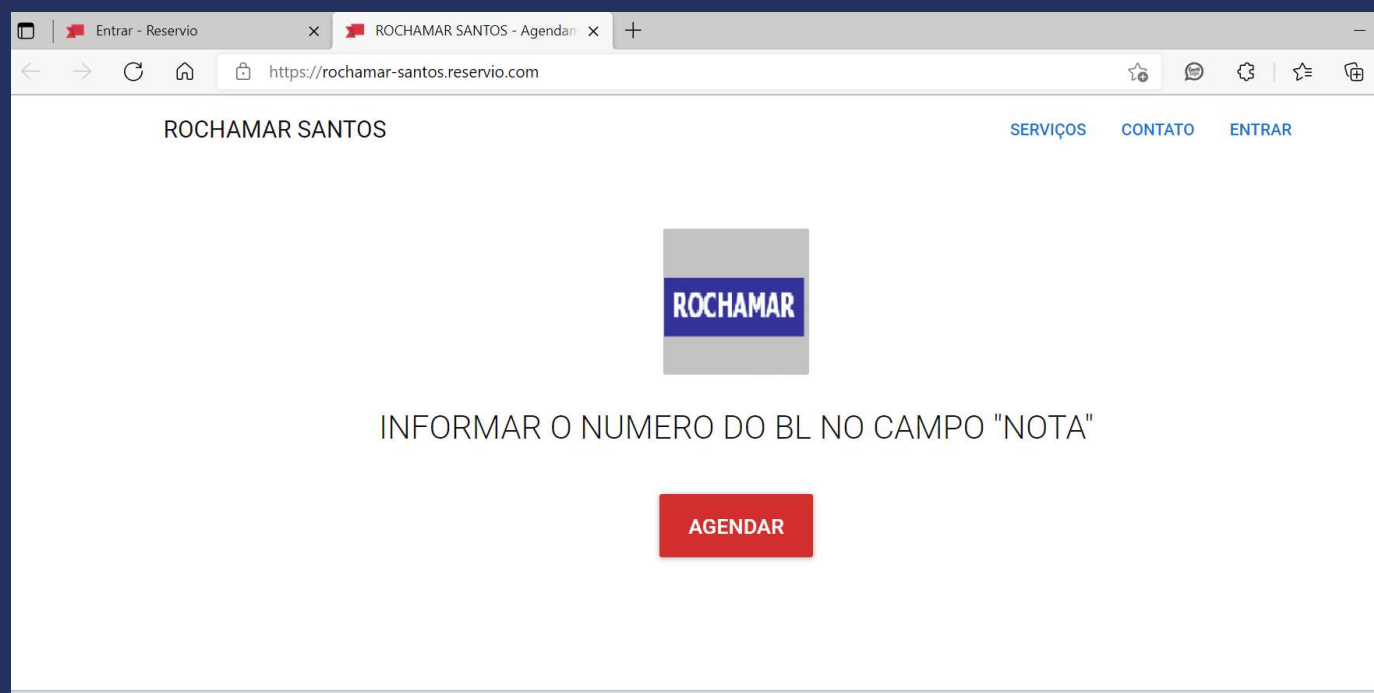 Entrar - Reservio
ROCHAMAR SANTOS - Agendam
https://rochamar-santos.reservio.com
ROCHAMAR SANTOS
SERVIÇOS CONTATO ENTRAR
ROCHAMAR
INFORMAR O NUMERO DO BL NO CAMPO "NOTA"
AGENDAR